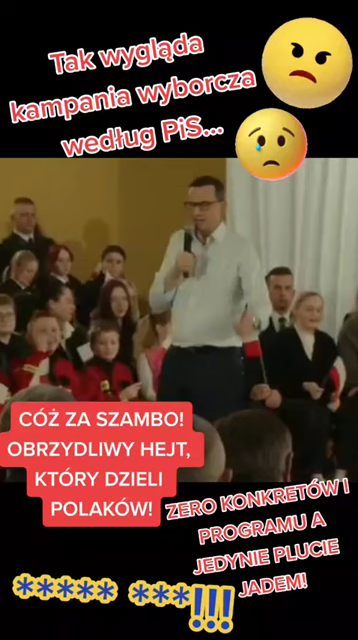 Tak wygląda
kampania wyborcza
według PiS...
CÓŻ ZA SZAMBO!
OBRZYDLIWY HEJT,
KTÓRY DZIELI
POLAKÓW!
ZERO KONKRETÓW I
PROGRAMU A
JEDYNIE PLUCIE
JADEM!
***** ***!!!